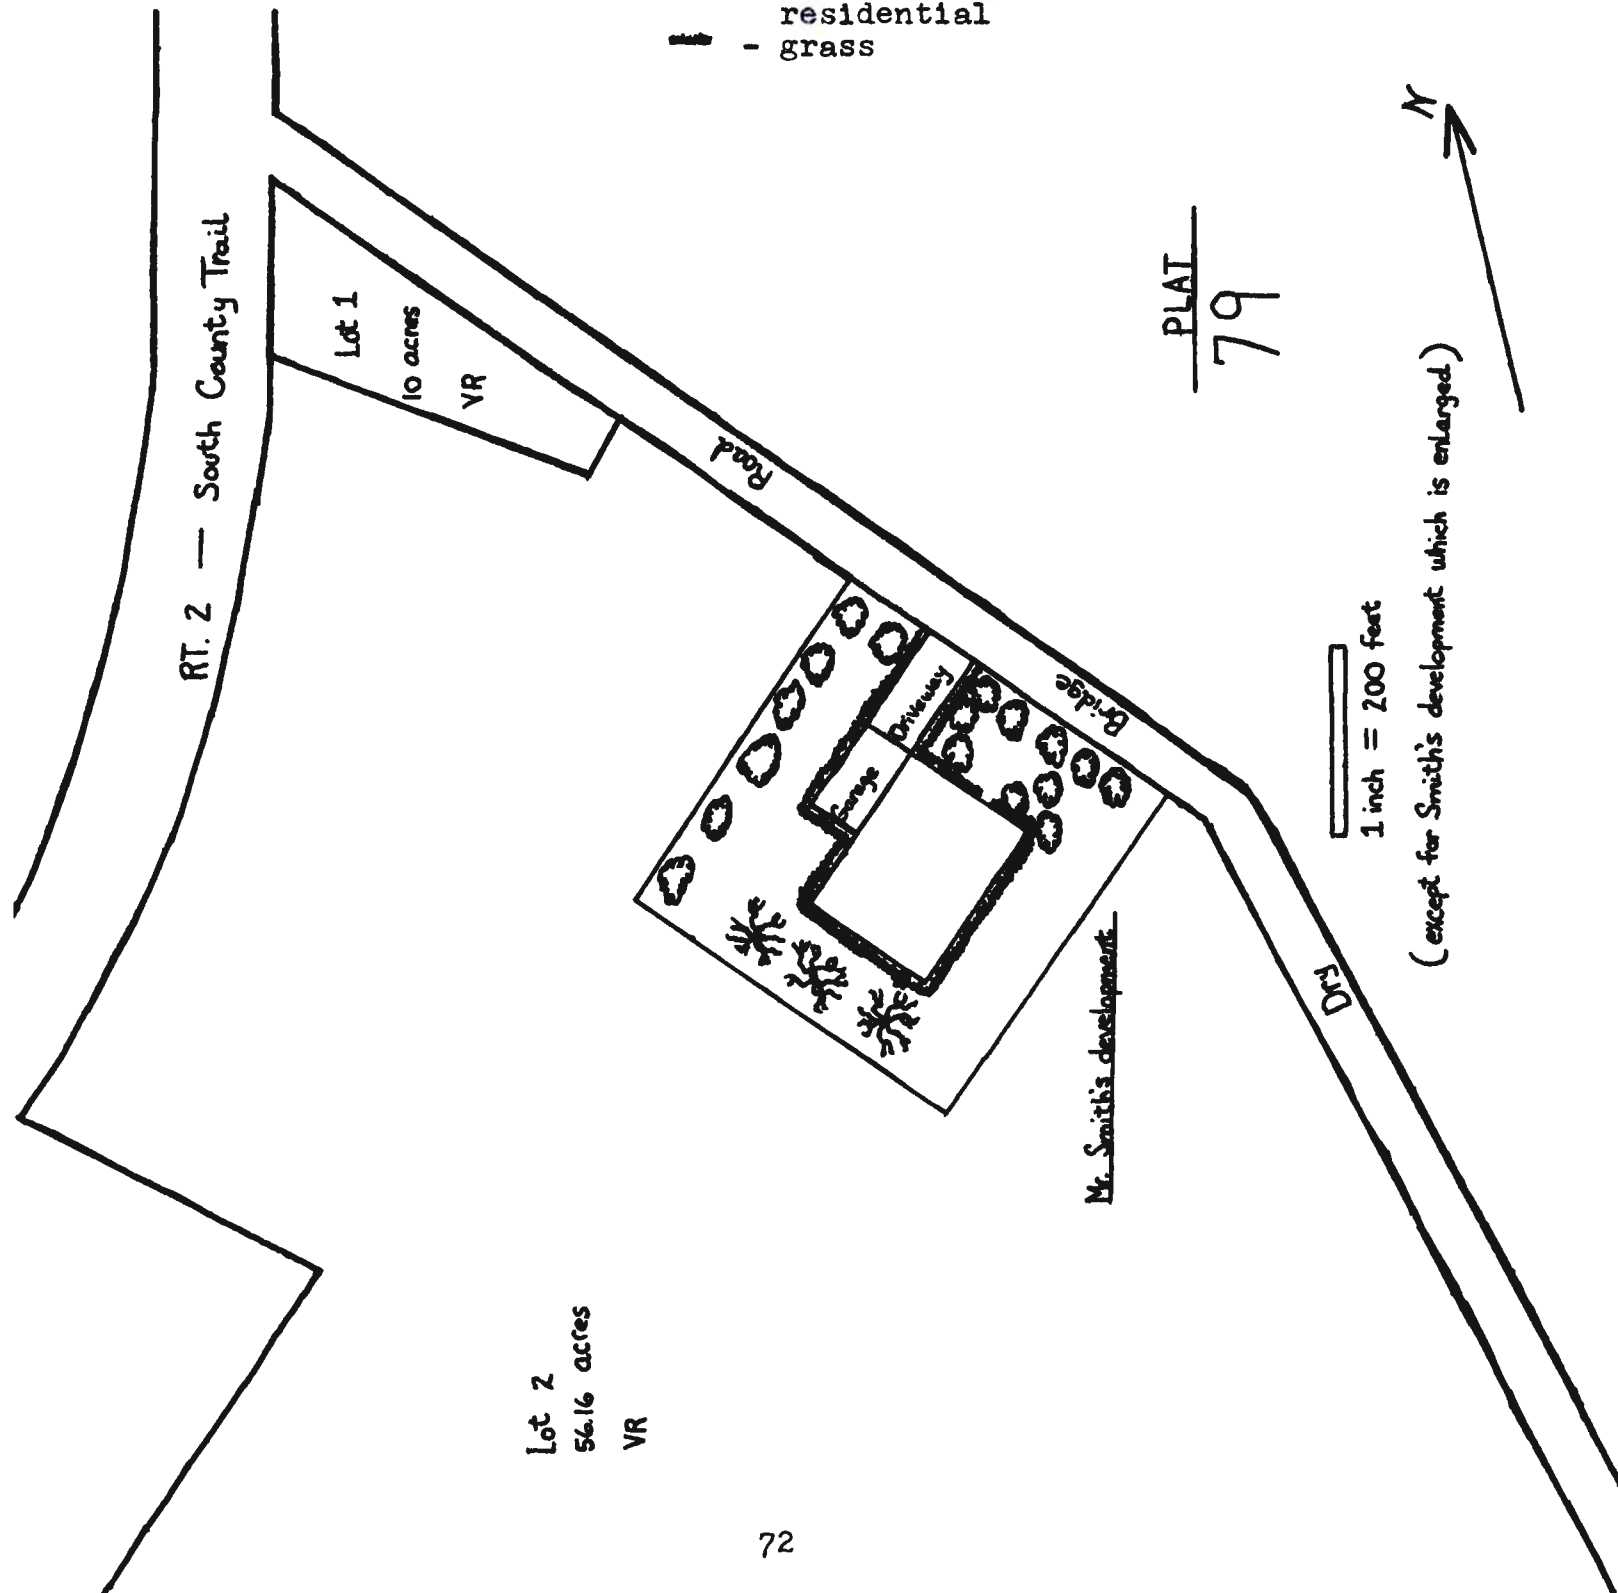 residential
- grass
N
RT. 2 — South County Trail
Lot 1
10 acres
VR
PLAT
79
Road
Bridge
Dry
Driveway
Garage
Mr. Smith's development
1 inch = 200 feet
(except for Smith's development which is enlarged)
Lot 2
56.16 acres
VR
72